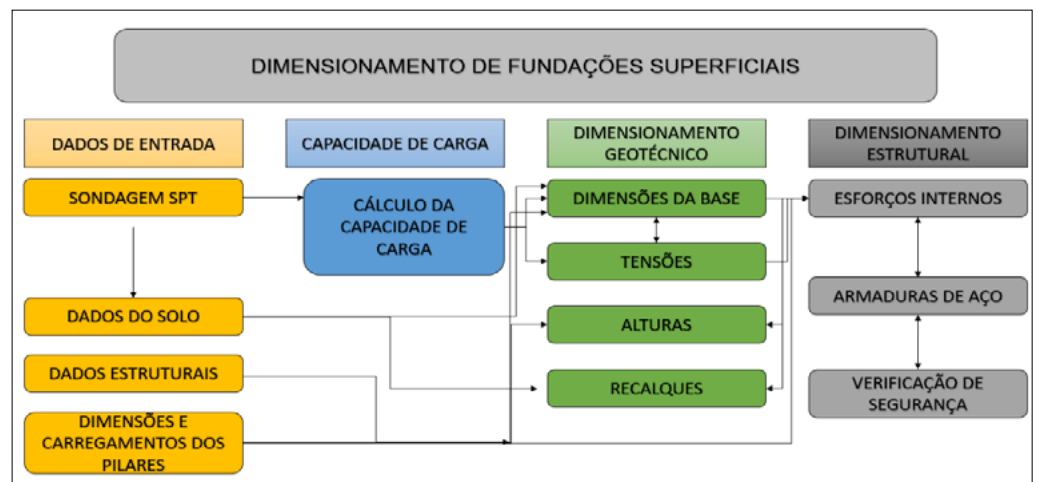 DIMENSIONAMENTO DE FUNDAÇÕES SUPERFICIAIS
DADOS DE ENTRADA
CAPACIDADE DE CARGA
DIMENSIONAMENTO
GEOTÉCNICO
DIMENSIONAMENTO
ESTRUTURAL
SONDAGEM SPT
CÁLCULO DA
CAPACIDADE DE
CARGA
DIMENSÕES DA BASE
ESFORÇOS INTERNOS
TENSÕES
ARMADURAS DE AÇO
DADOS DO SOLO
ALTURAS
DADOS ESTRUTURAIS
RECALQUES
VERIFICAÇÃO DE
SEGURANÇA
DIMENSÕES E
CARREGAMENTOS DOS
PILARES